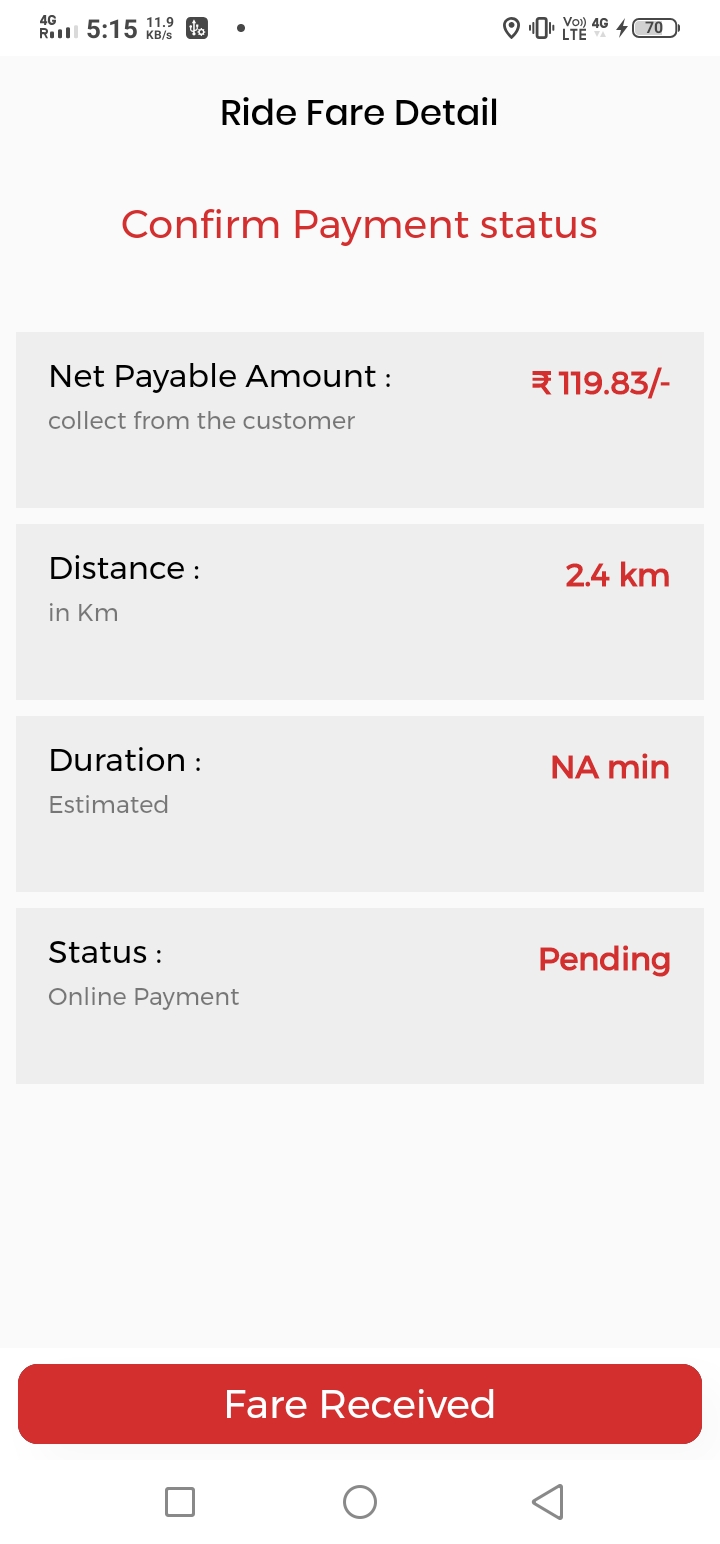 4G
R
5:15
11.9
KB/s
Vo))
LTE
4G
70
Ride Fare Detail
Confirm Payment status
Net Payable Amount :
₹ 119.83/-
collect from the customer
Distance :
2.4 km
in Km
Duration :
NA min
Estimated
Status :
Pending
Online Payment
Fare Received